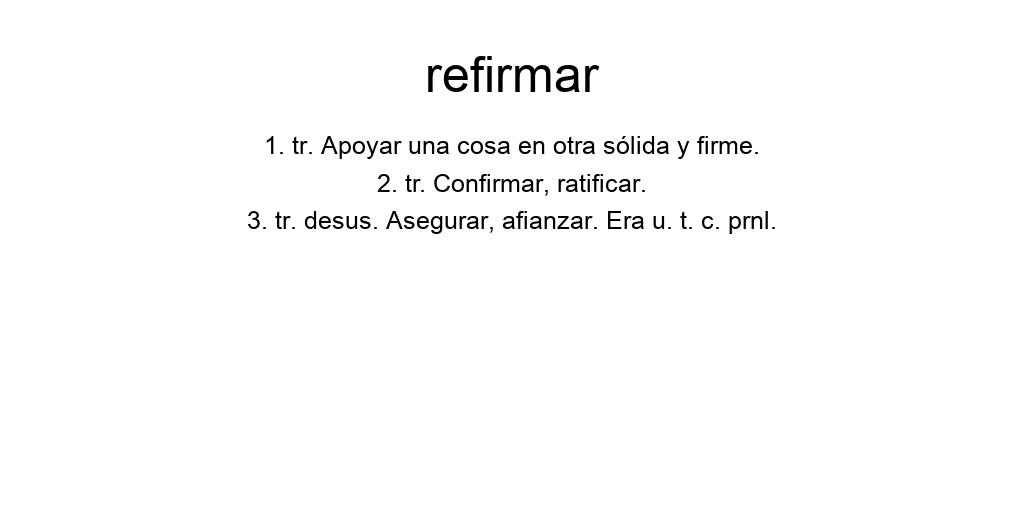 refirmar
1. tr. Apoyar una cosa en otra sólida y firme.
2. tr. Confirmar, ratificar.
3. tr. desus. Asegurar, afianzar. Era u. t. c. prnl.